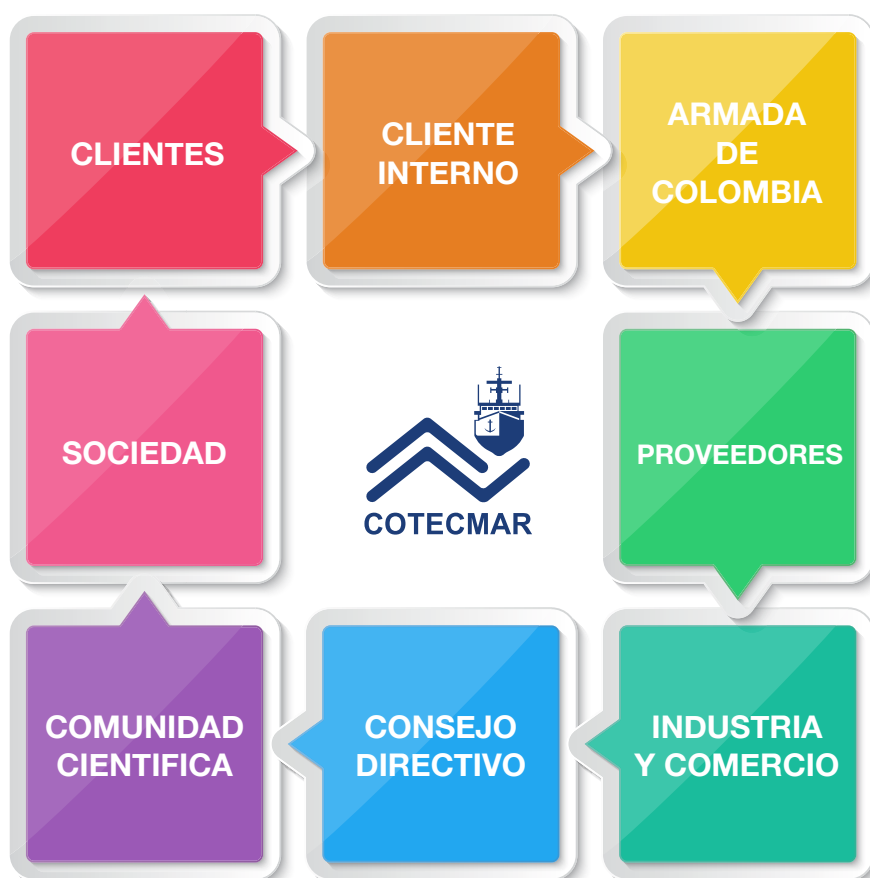 CLIENTES
CLIENTE
INTERNO
ARMADA
DE
COLOMBIA
SOCIEDAD
COTECMAR
PROVEEDORES
COMUNIDAD
CIENTIFICA
CONSEJO
DIRECTIVO
INDUSTRIA
Y COMERCIO